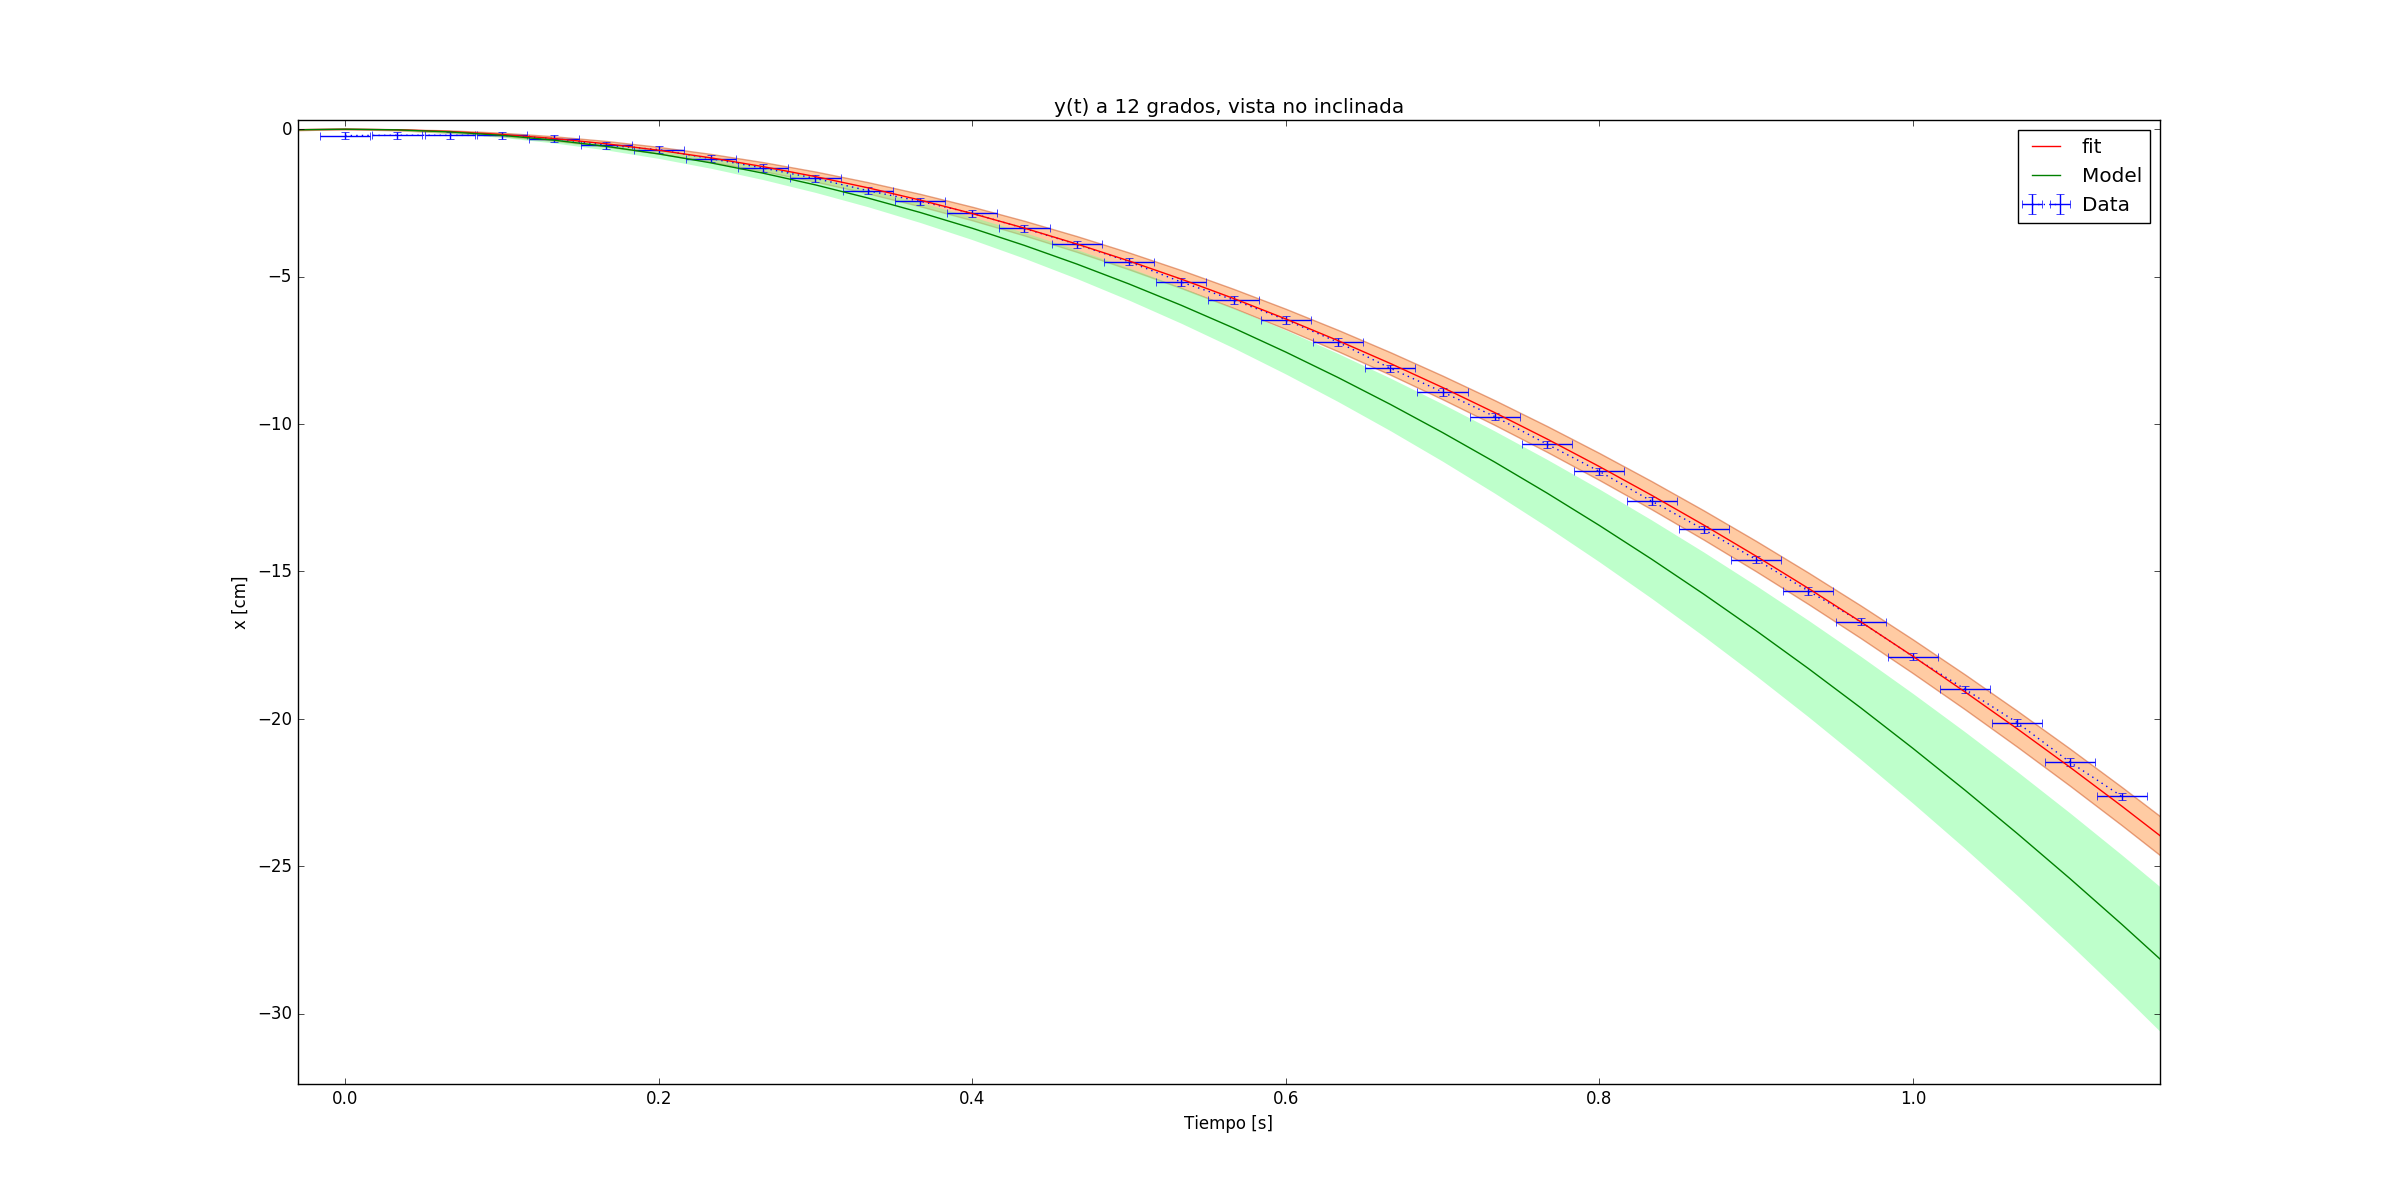 y(t) a 12 grados, vista no inclinada
fit
Model
Data
0
−5
−10
−15
−20
−25
−30
x [cm]
0.0 0.2 0.4 0.6 0.8 1.0
Tiempo [s]